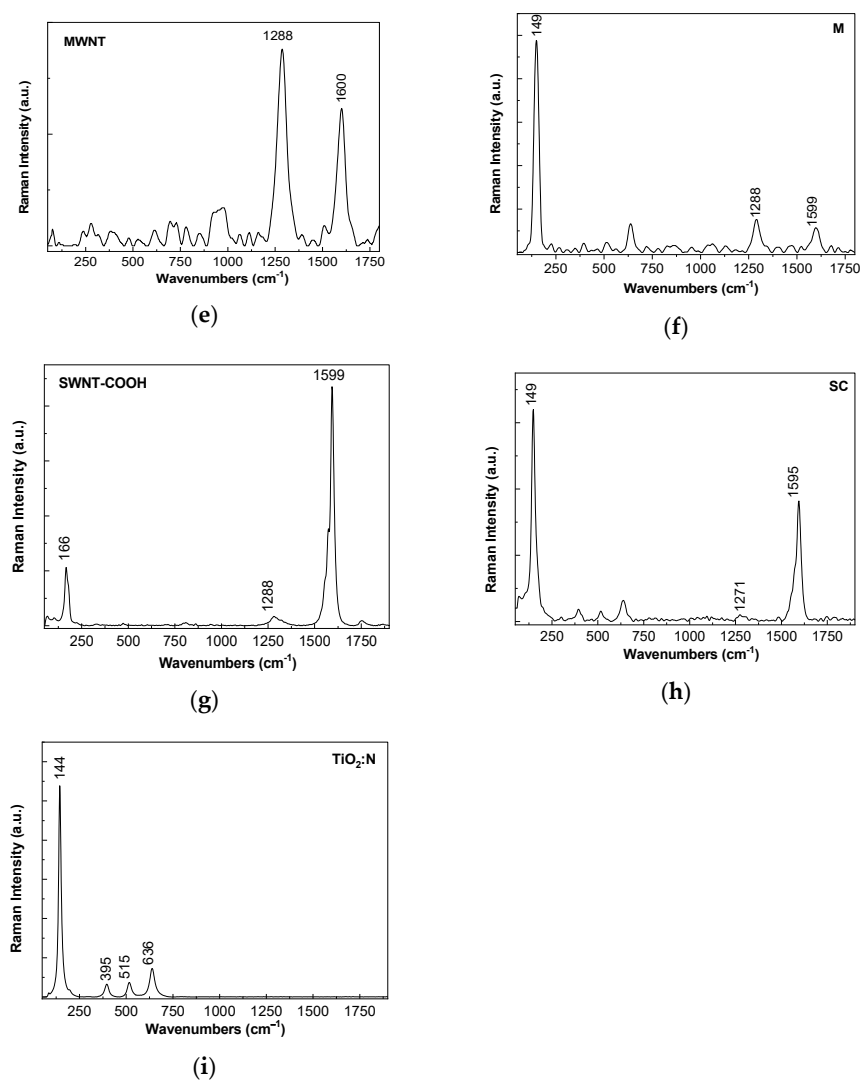 MWNT
1288
1600
Raman Intensity (a.u.)
250 500 750 1000 1250 1500 1750
Wavenumbers (cm⁻¹)
(e)
M
149
1288
1599
Raman Intensity (a.u.)
250 500 750 1000 1250 1500 1750
Wavenumbers (cm⁻¹)
(f)
SWNT-COOH
166
1288
1599
Raman Intensity (a.u.)
250 500 750 1000 1250 1500 1750
Wavenumbers (cm⁻¹)
(g)
SC
149
1271
1595
Raman Intensity (a.u.)
250 500 750 1000 1250 1500 1750
Wavenumbers (cm⁻¹)
(h)
TiO₂:N
144
395
515
636
Raman Intensity (a.u.)
250 500 750 1000 1250 1500 1750
Wavenumbers (cm⁻¹)
(i)